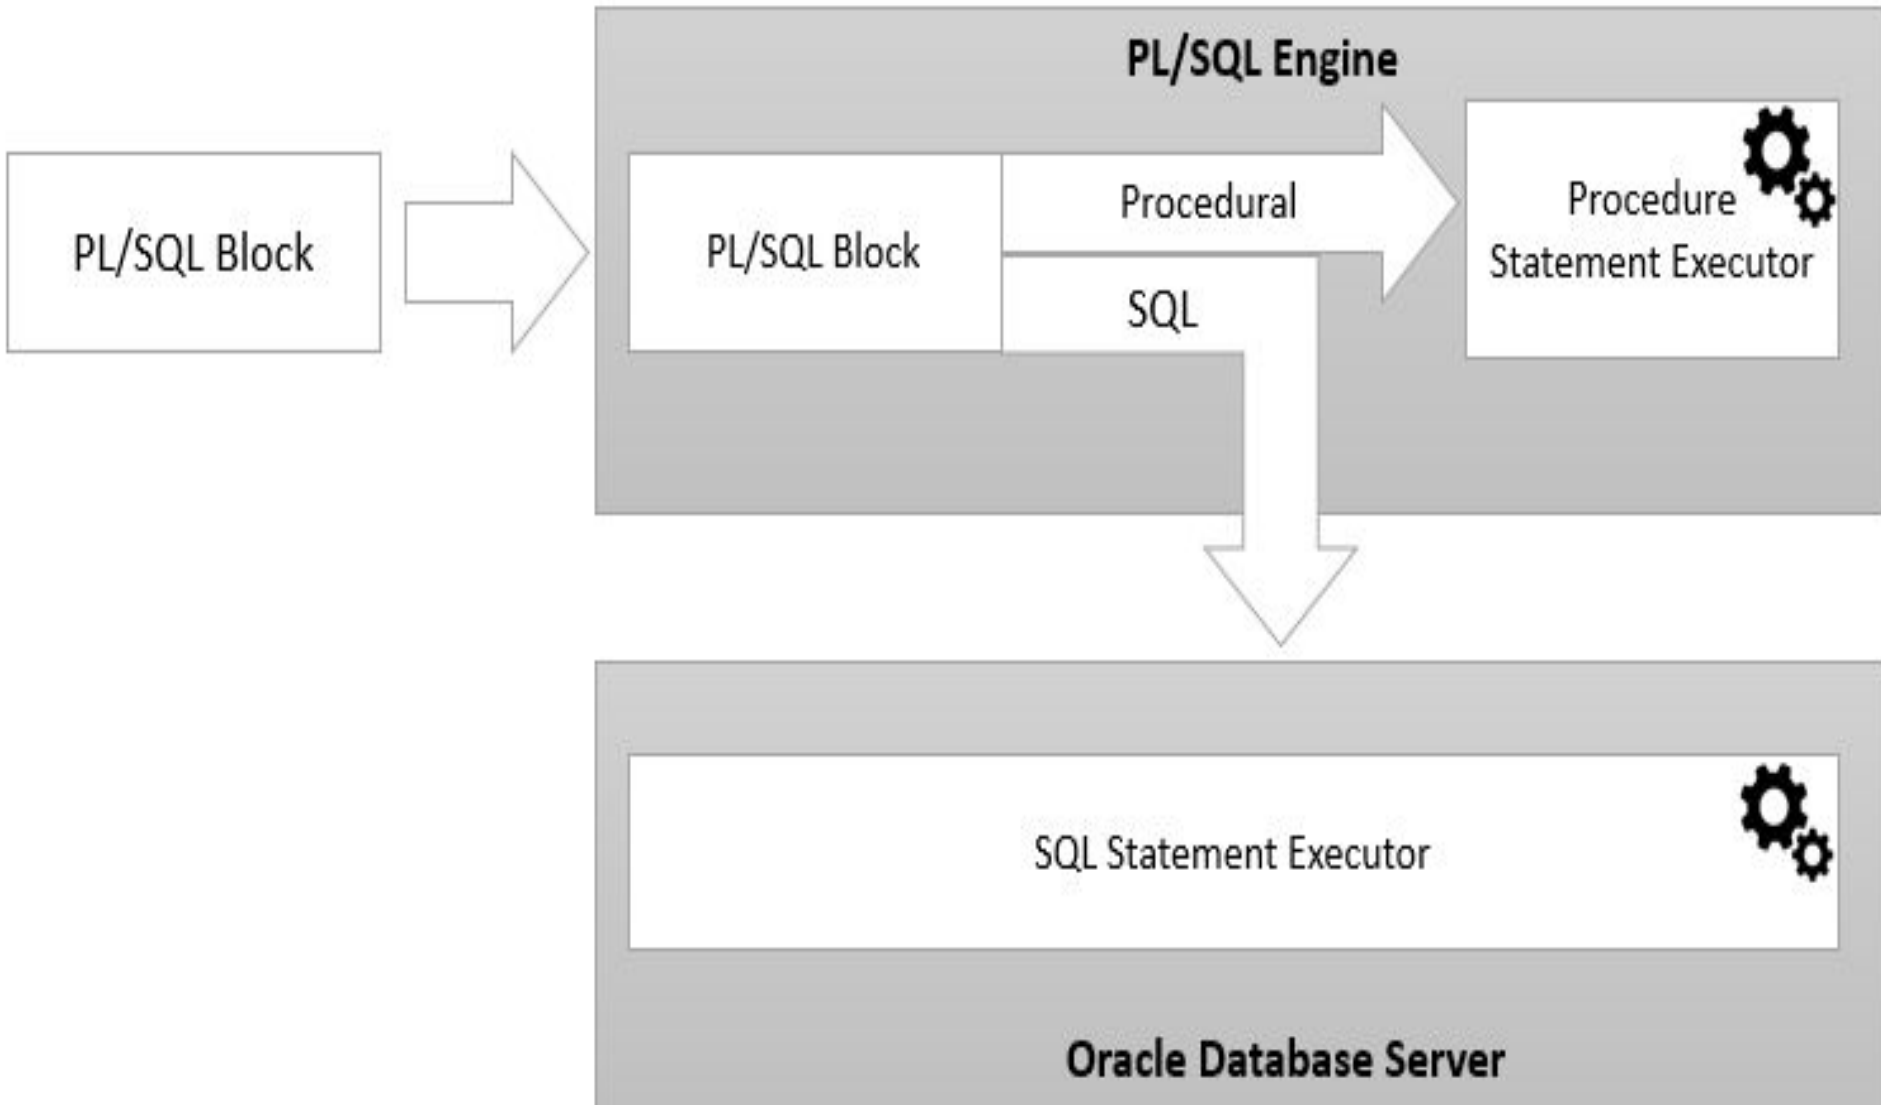 PL/SQL Engine
PL/SQL Block
PL/SQL Block
Procedural
SQL
Procedure
Statement Executor
SQL Statement Executor
Oracle Database Server